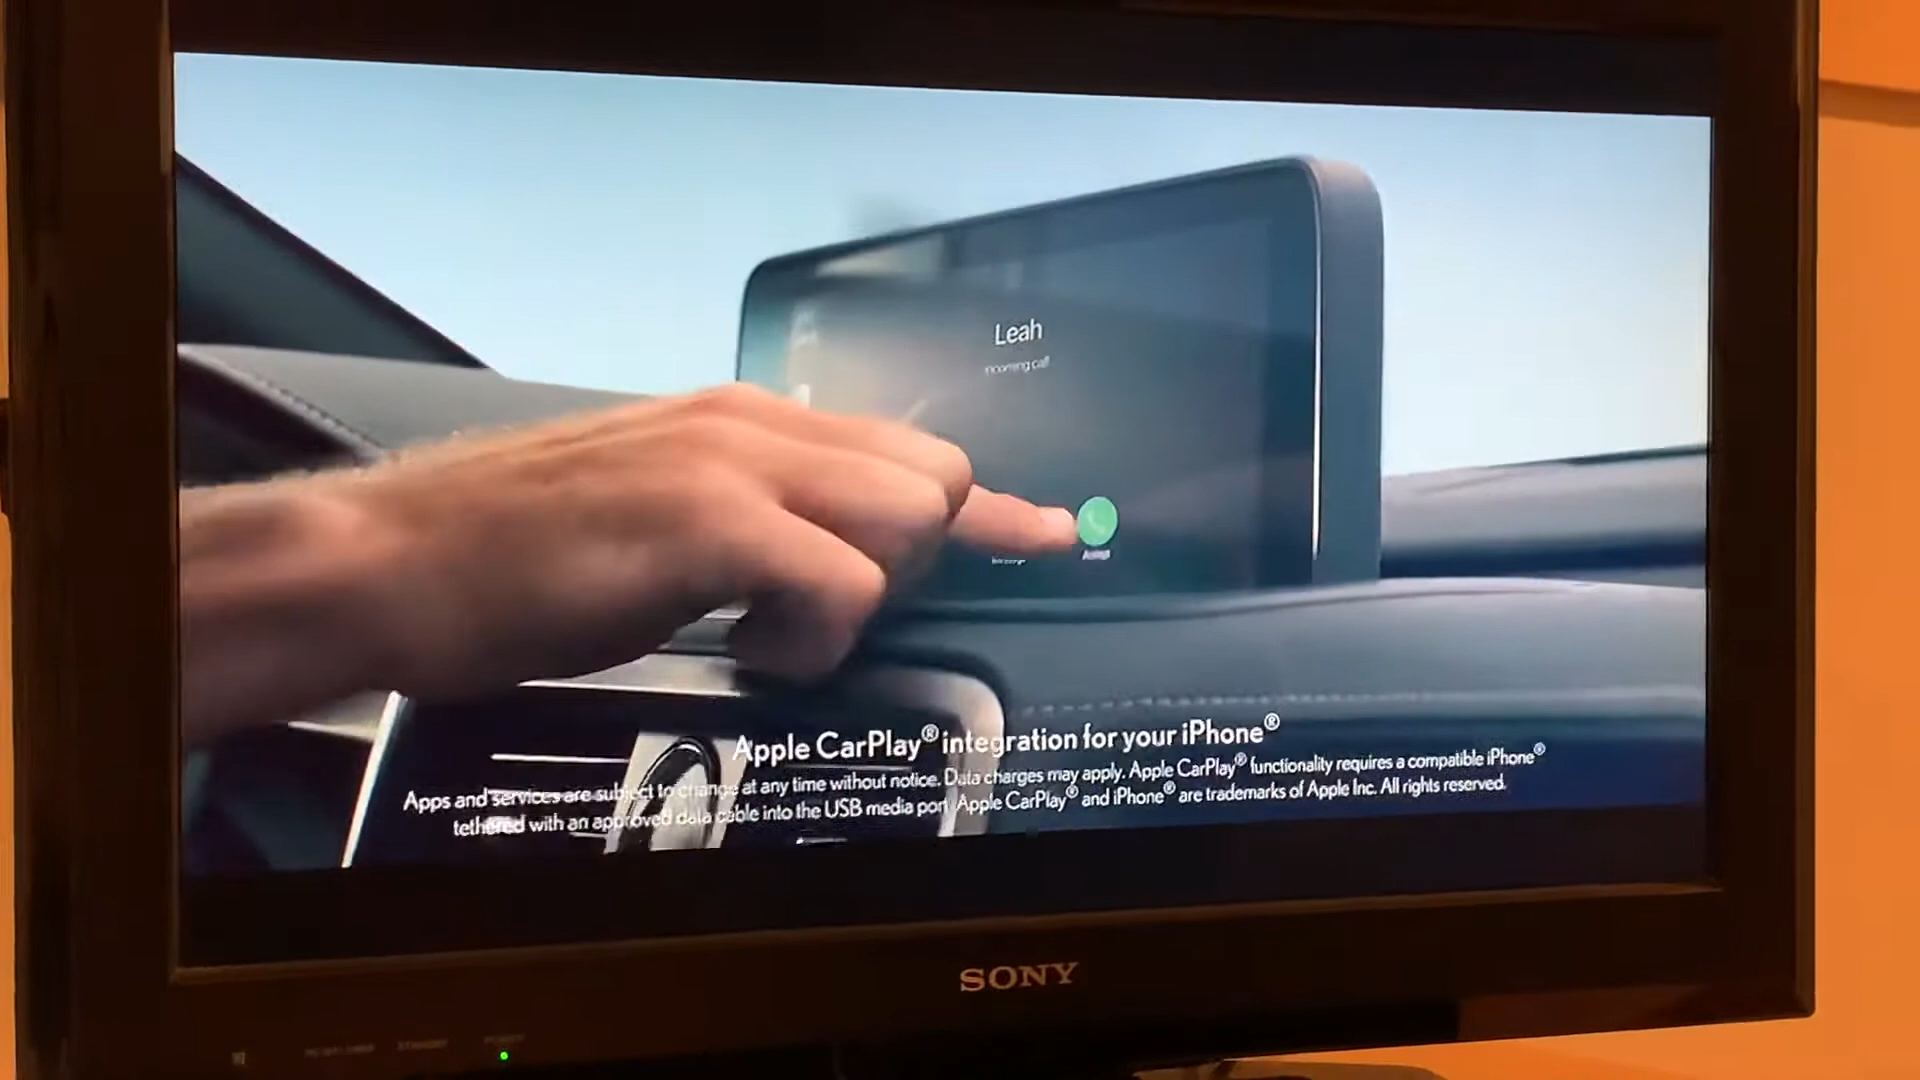 Leah
incoming call
Accept
Apple CarPlay® integration for your iPhone®
Apps and services are subject to change at any time without notice. Data charges may apply. Apple CarPlay® functionality requires a compatible iPhone®
tethered with an approved data cable into the USB media port. Apple CarPlay® and iPhone® are trademarks of Apple Inc. All rights reserved.
SONY
STANDBY
POWER